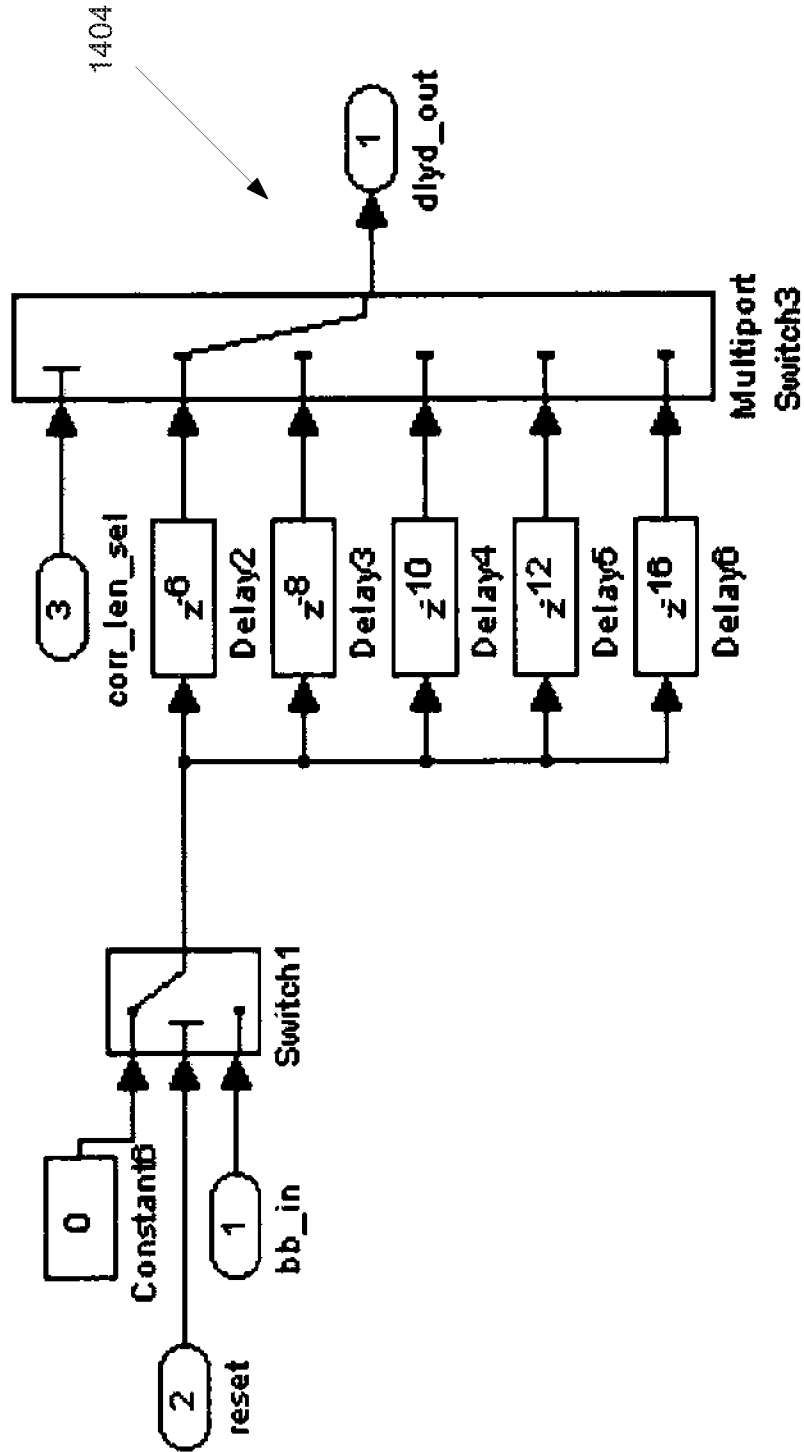 1404
3
corr_len_sel
0
Constant6
2
reset
1
bb_in
Switch1
z-6
Delay2
z-8
Delay3
z-10
Delay4
z-12
Delay5
z-16
Delay6
Multiport
Switch3
1
dlyd_out